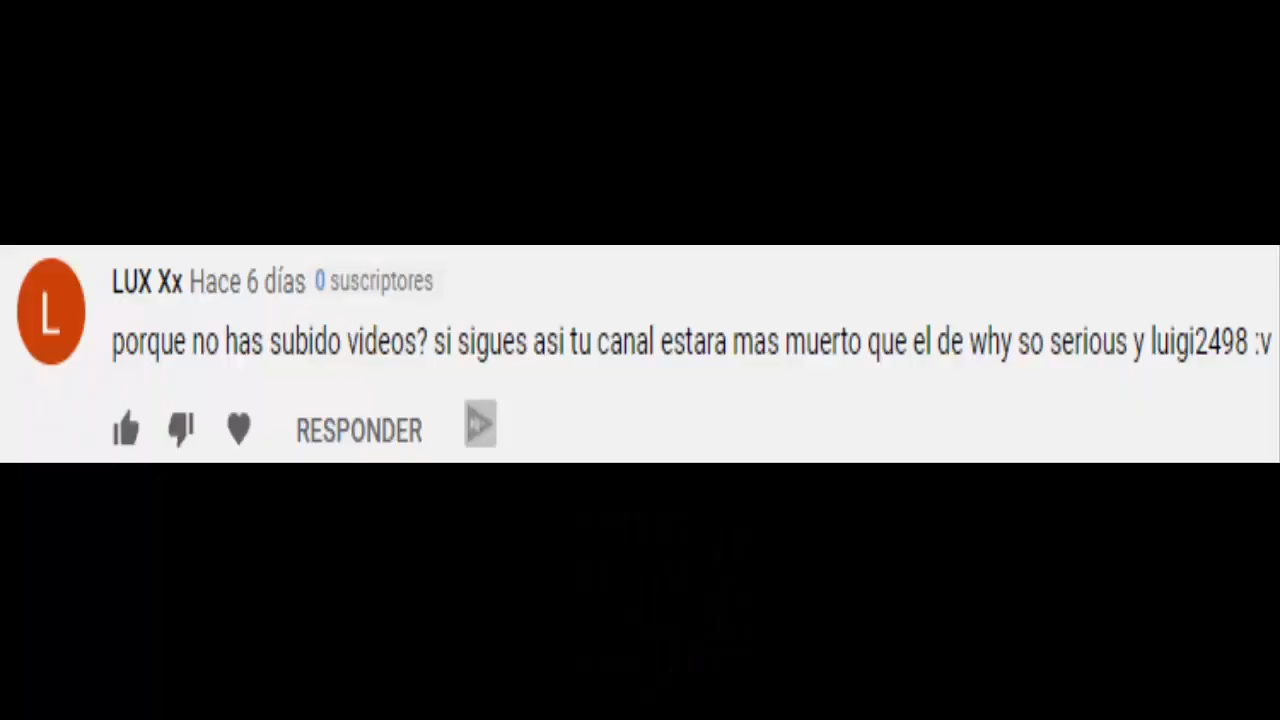 L
LUX Xx Hace 6 días 0 suscriptores
porque no has subido videos? si sigues asi tu canal estara mas muerto que el de why so serious y luigi2498 :v
RESPONDER